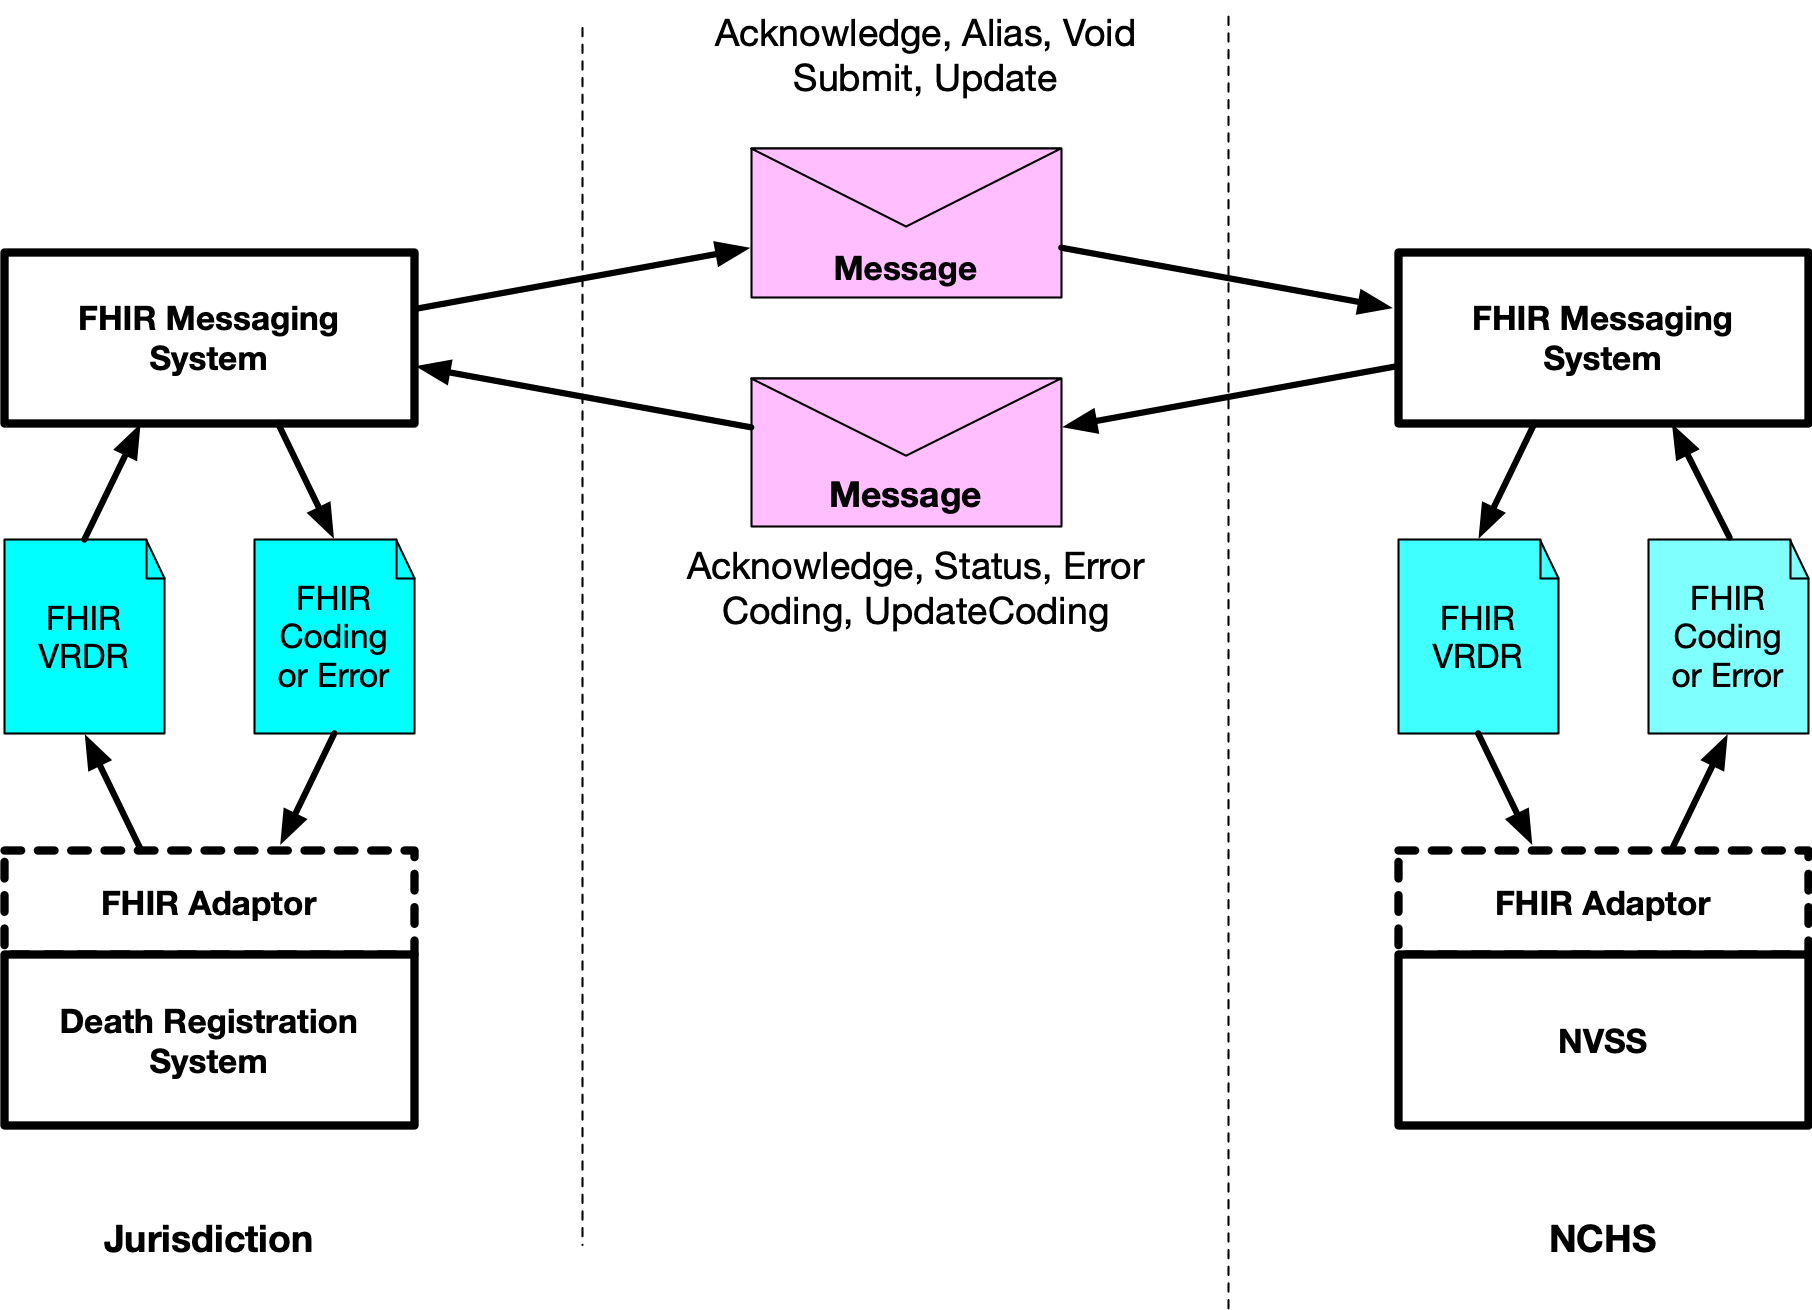 Acknowledge, Alias, Void
Submit, Update
Message
FHIR Messaging
System
FHIR Messaging
System
Message
Acknowledge, Status, Error
Coding, UpdateCoding
FHIR
VRDR
FHIR
Coding
or Error
FHIR
VRDR
FHIR
Coding
or Error
FHIR Adaptor
Death Registration
System
FHIR Adaptor
NVSS
Jurisdiction
NCHS